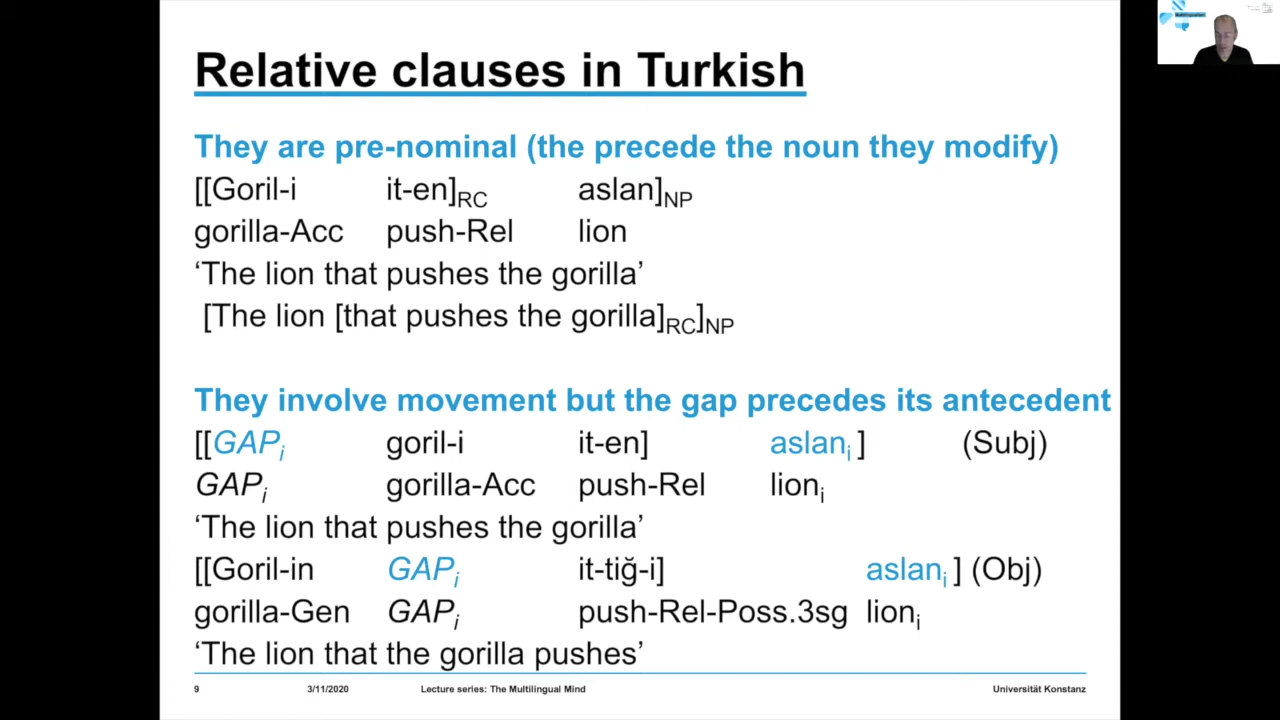 Relative clauses in Turkish
They are pre-nominal (the precede the noun they modify)
[[Goril-i it-en]RC aslan]NP
gorilla-Acc push-Rel lion
‘The lion that pushes the gorilla’
[The lion [that pushes the gorilla]RC]NP
They involve movement but the gap precedes its antecedent
[[GAPi goril-i it-en] aslani ] (Subj)
GAPi gorilla-Acc push-Rel lioni
‘The lion that pushes the gorilla’
[[Goril-in GAPi it-tiğ-i] aslani ] (Obj)
gorilla-Gen GAPi push-Rel-Poss.3sg lioni
‘The lion that the gorilla pushes’
9 3/11/2020 Lecture series: The Multilingual Mind Universität Konstanz